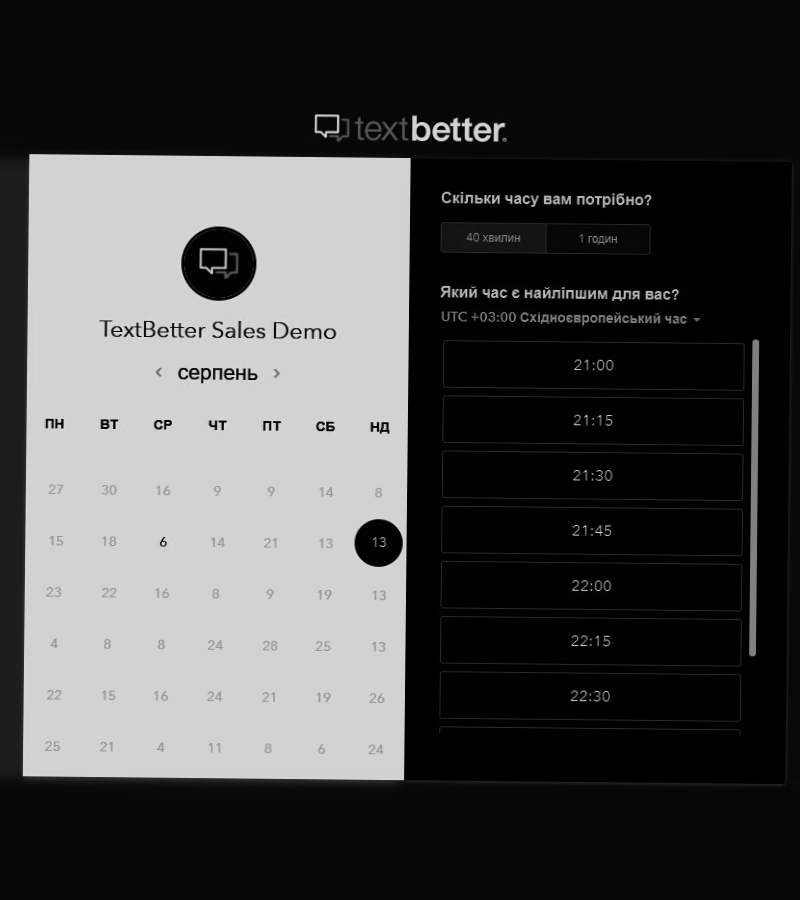 textbetter.
TextBetter Sales Demo
серпень
ПН ВТ СР ЧТ ПТ СБ НД
27 30 16 9 9 14 8
15 18 6 14 21 13 13
23 22 16 8 9 19 13
4 8 8 24 28 25 13
22 15 16 24 21 19 26
25 21 4 11 8 6 24
Скільки часу вам потрібно?
40 хвилин 1 годин
Який час є найліпшим для вас?
UTC +03:00 Східноєвропейський час
21:00
21:15
21:30
21:45
22:00
22:15
22:30